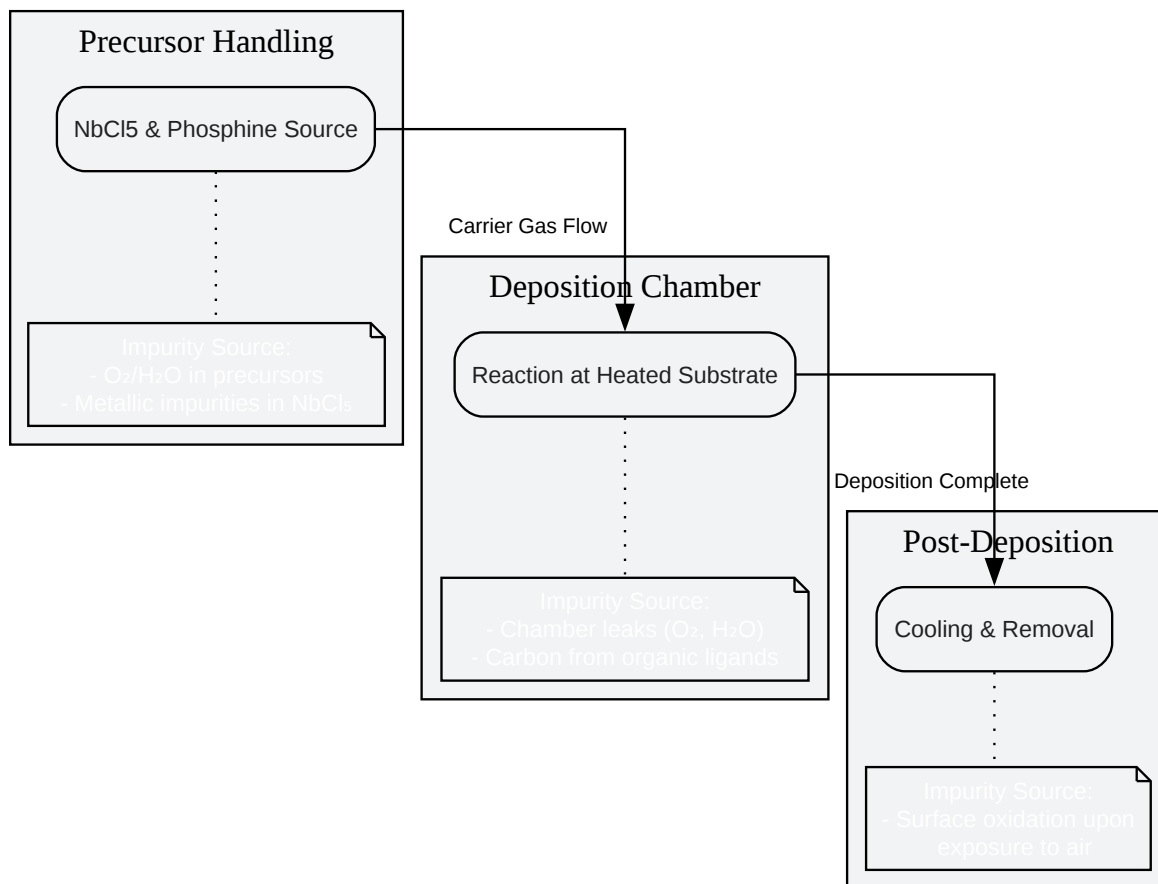 Precursor Handling
NbCl5 & Phosphine Source
Impurity Source:
- O₂/H₂O in precursors
- Metallic impurities in NbCl₅
Carrier Gas Flow
Deposition Chamber
Reaction at Heated Substrate
Impurity Source:
- Chamber leaks (O₂, H₂O)
- Carbon from organic ligands
Deposition Complete
Post-Deposition
Cooling & Removal
Impurity Source:
- Surface oxidation upon
exposure to air